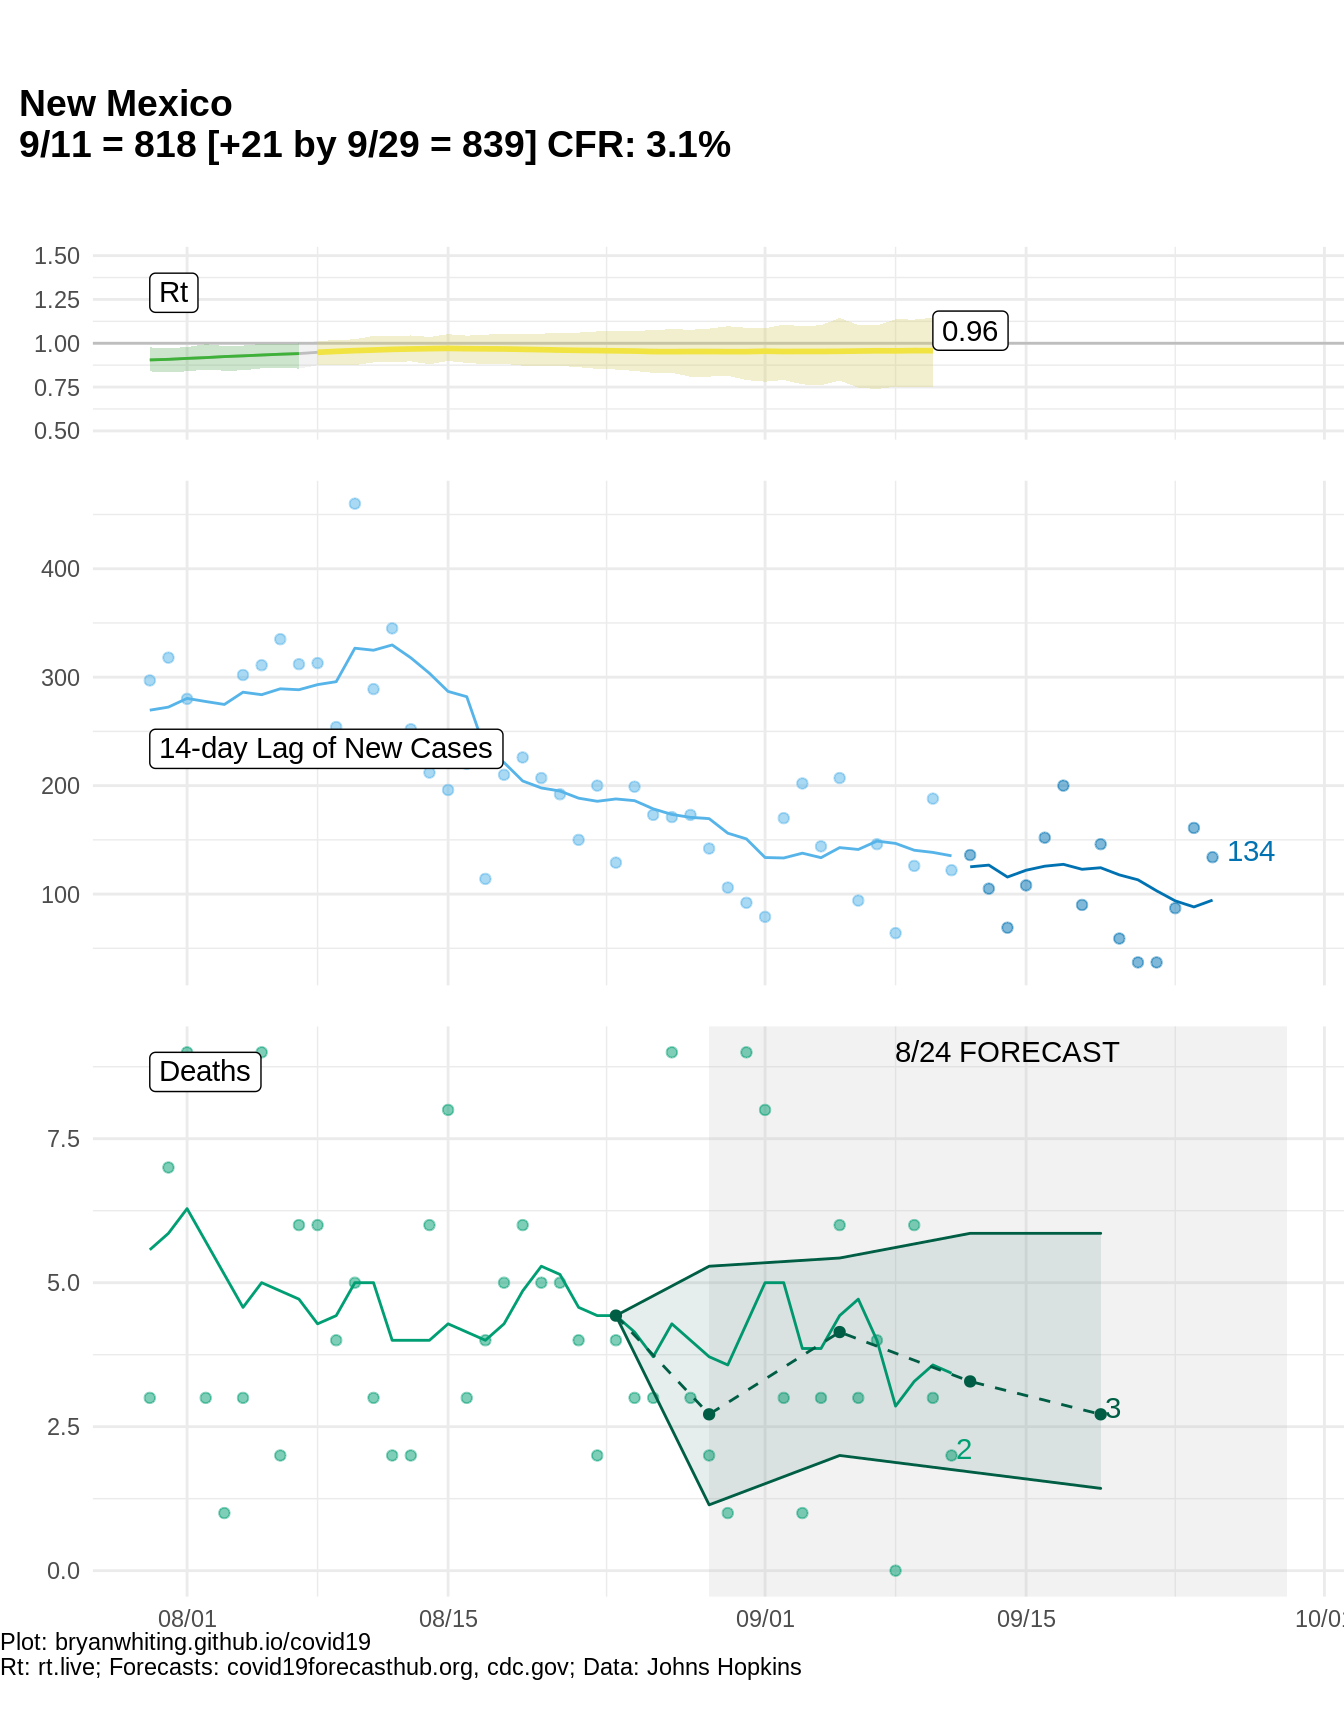 New Mexico
9/11 = 818 [+21 by 9/29 = 839] CFR: 3.1%
1.50
Rt
1.25
0.96
1.00
0.75
0.50
400
300
14-day Lag of New Cases
200
134
100
8/24 FORECAST
Deaths
7.5
5.0
3
2.5
2
0.0
08/01 08/15 09/01 09/15 10/01
Plot: bryanwhiting.github.io/covid19
Rt: rt.live; Forecasts: covid19forecasthub.org, cdc.gov; Data: Johns Hopkins